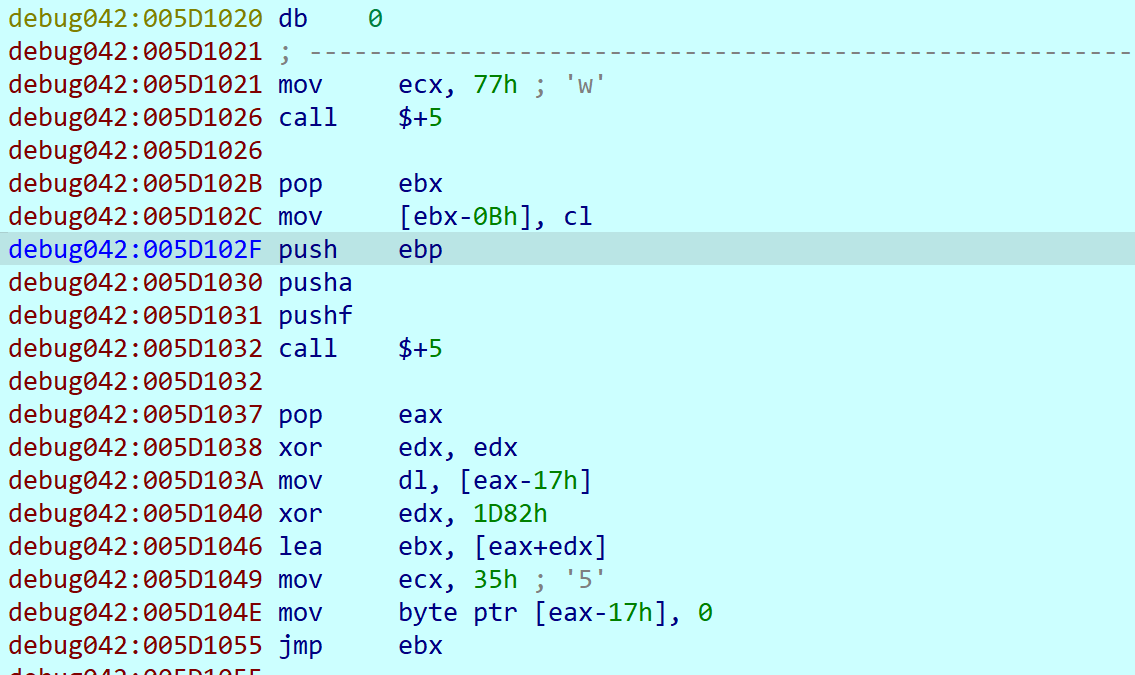 debug042:005D1020 db 0
debug042:005D1021 ; -------------------------------------------------------
debug042:005D1021 mov ecx, 77h ; 'w'
debug042:005D1026 call $+5
debug042:005D1026
debug042:005D102B pop ebx
debug042:005D102C mov [ebx-0Bh], cl
debug042:005D102F push ebp
debug042:005D1030 pusha
debug042:005D1031 pushf
debug042:005D1032 call $+5
debug042:005D1032
debug042:005D1037 pop eax
debug042:005D1038 xor edx, edx
debug042:005D103A mov dl, [eax-17h]
debug042:005D1040 xor edx, 1D82h
debug042:005D1046 lea ebx, [eax+edx]
debug042:005D1049 mov ecx, 35h ; '5'
debug042:005D104E mov byte ptr [eax-17h], 0
debug042:005D1055 jmp ebx